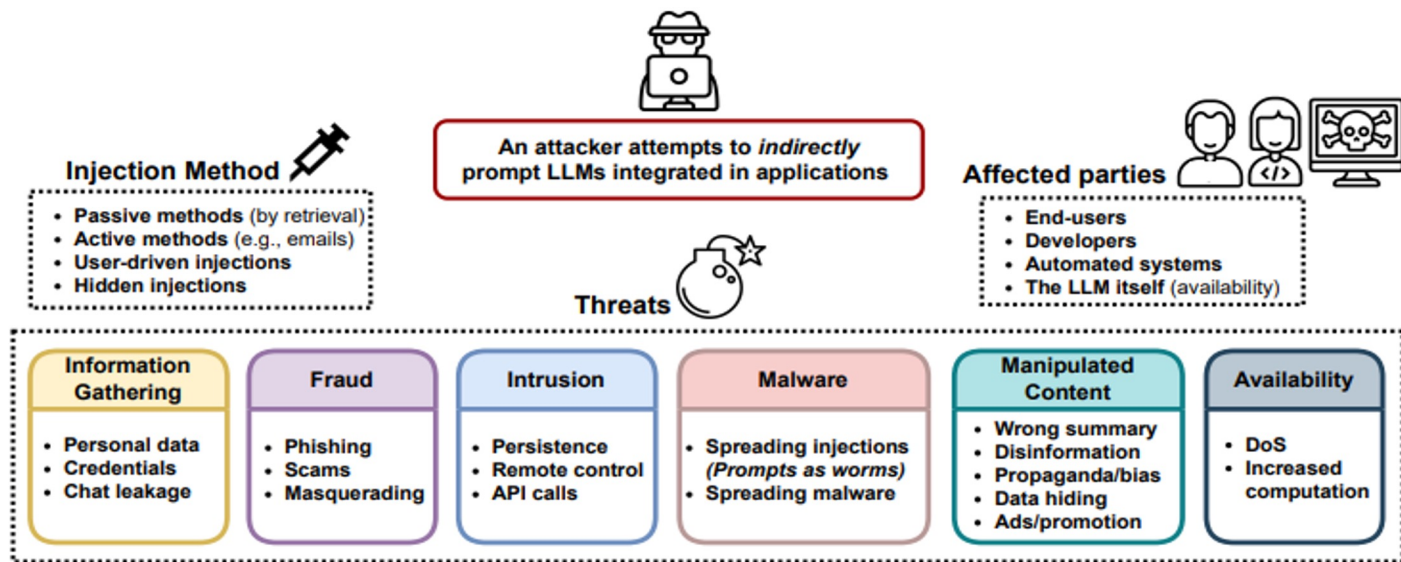 An attacker attempts to indirectly
prompt LLMs integrated in applications
Injection Method
• Passive methods (by retrieval)
• Active methods (e.g., emails)
• User-driven injections
• Hidden injections
Affected parties
</>
• End-users
• Developers
• Automated systems
• The LLM itself (availability)
Threats
Information
Gathering
• Personal data
• Credentials
• Chat leakage
Fraud
• Phishing
• Scams
• Masquerading
Intrusion
• Persistence
• Remote control
• API calls
Malware
• Spreading injections
(Prompts as worms)
• Spreading malware
Manipulated
Content
• Wrong summary
• Disinformation
• Propaganda/bias
• Data hiding
• Ads/promotion
Availability
• DoS
• Increased
computation